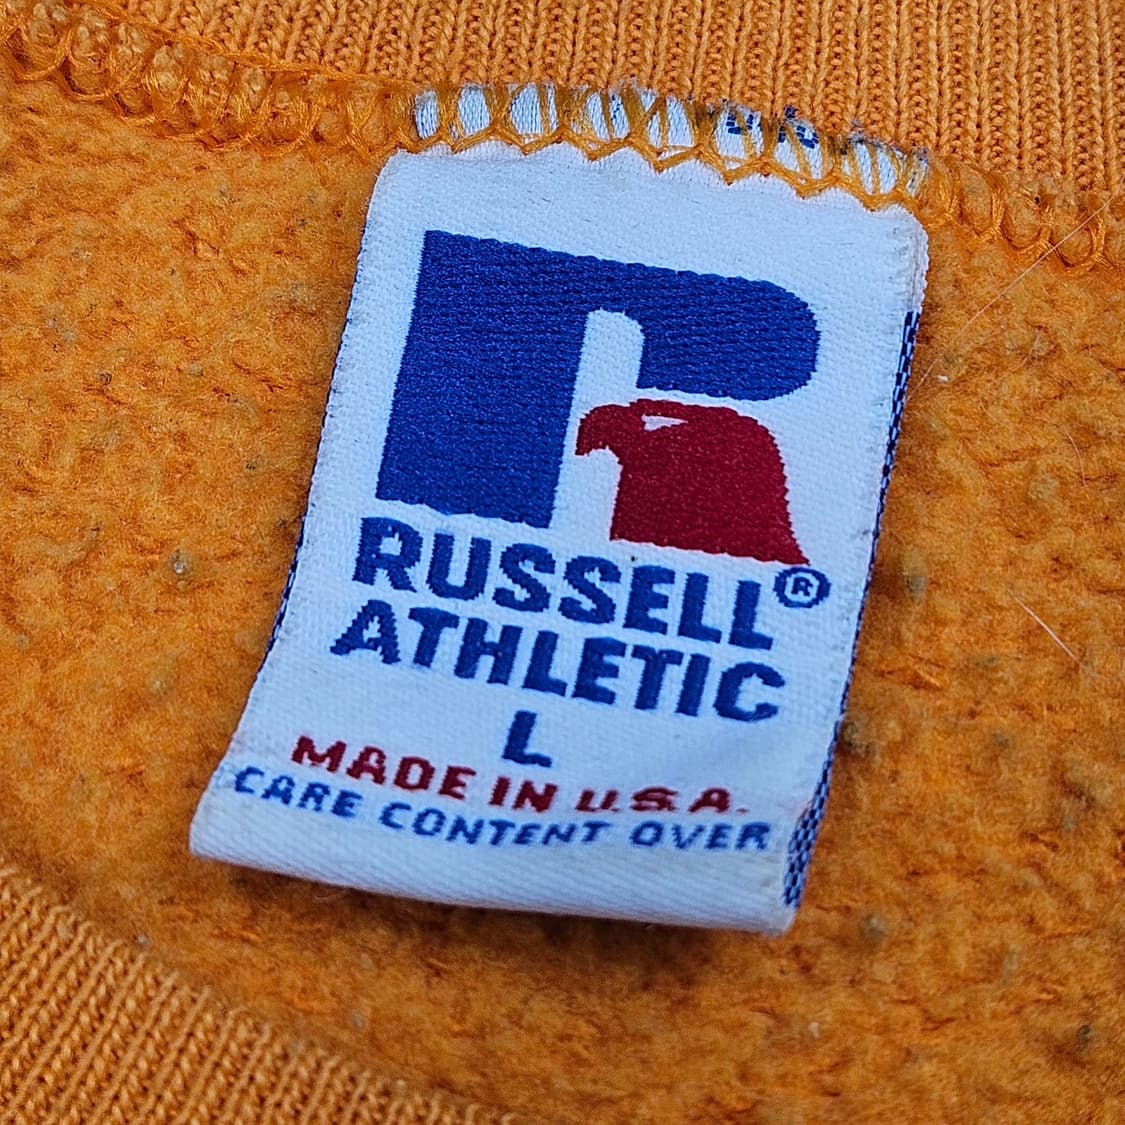 RUSSELL®
ATHLETIC
L
MADE IN U.S.A.
CARE CONTENT OVER